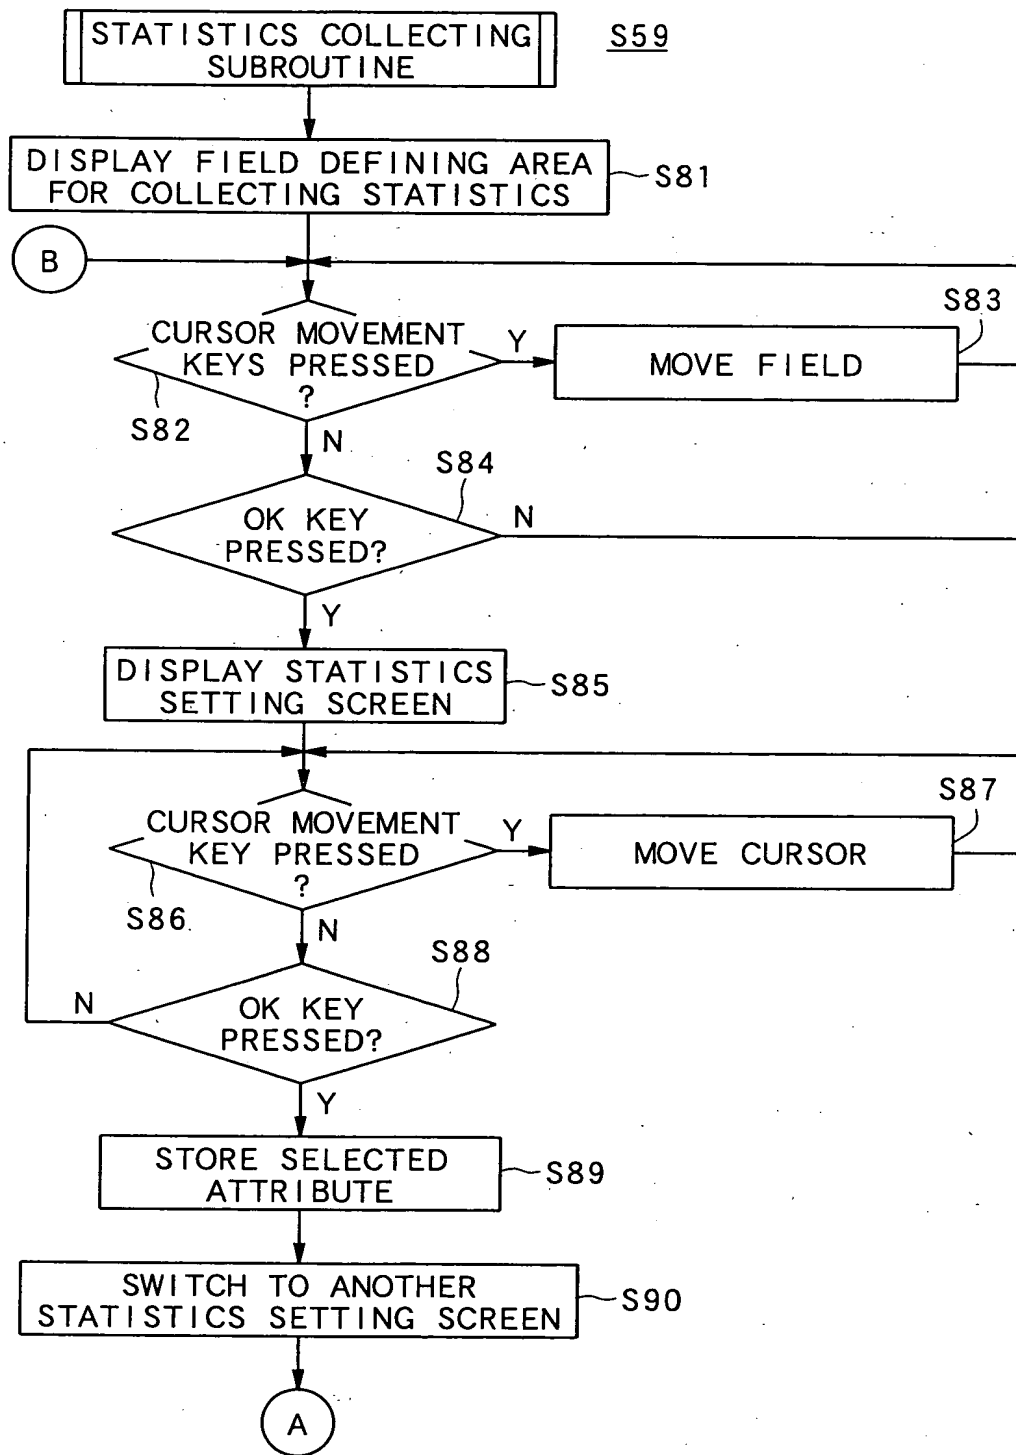 STATISTICS COLLECTING
SUBROUTINE
S59
DISPLAY FIELD DEFINING AREA
FOR COLLECTING STATISTICS
S81
B
CURSOR MOVEMENT
KEYS PRESSED
?
S82
Y
MOVE FIELD
S83
N
OK KEY
PRESSED?
S84
N
Y
DISPLAY STATISTICS
SETTING SCREEN
S85
CURSOR MOVEMENT
KEY PRESSED
?
S86
Y
MOVE CURSOR
S87
N
OK KEY
PRESSED?
S88
N
Y
STORE SELECTED
ATTRIBUTE
S89
SWITCH TO ANOTHER
STATISTICS SETTING SCREEN
S90
A